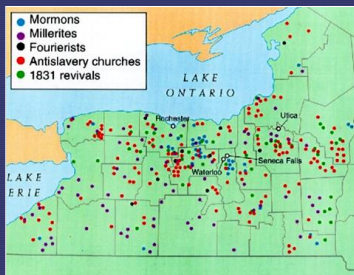 Mormons
Millerites
Fourierists
Antislavery churches
1831 revivals
LAKE
ONTARIO
Rochester
Utica
Seneca Falls
Waterloo
LAKE
ERIE